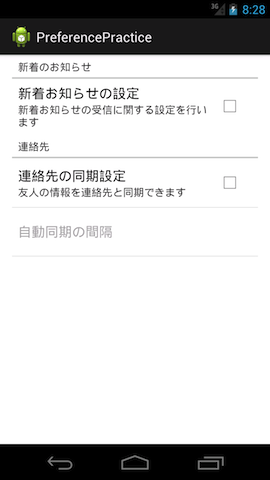 3G 8:28
PreferencePractice
新着のお知らせ
新着お知らせの設定
新着お知らせの受信に関する設定を行い
ます
連絡先
連絡先の同期設定
友人の情報を連絡先と同期できます
自動同期の間隔